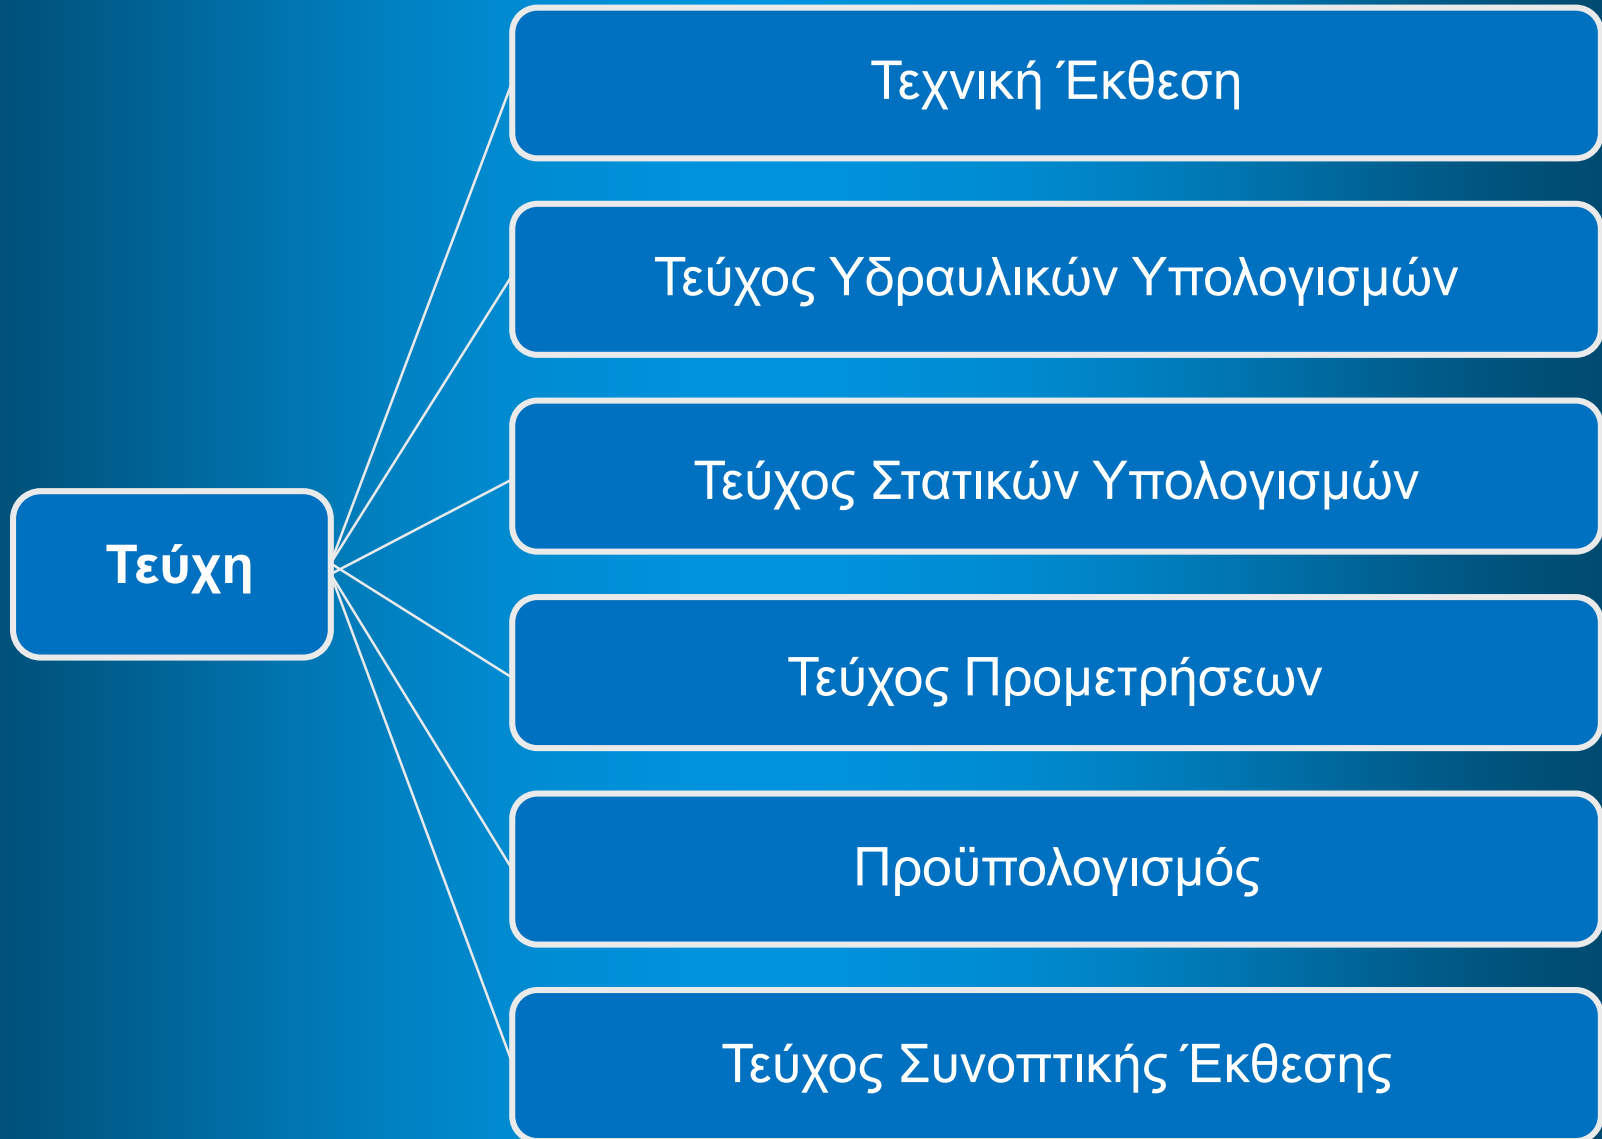 Τεχνική Έκθεση
Τεύχος Υδραυλικών Υπολογισμών
Τεύχος Στατικών Υπολογισμών
Τεύχη
Τεύχος Προμετρήσεων
Προϋπολογισμός
Τεύχος Συνοπτικής Έκθεσης